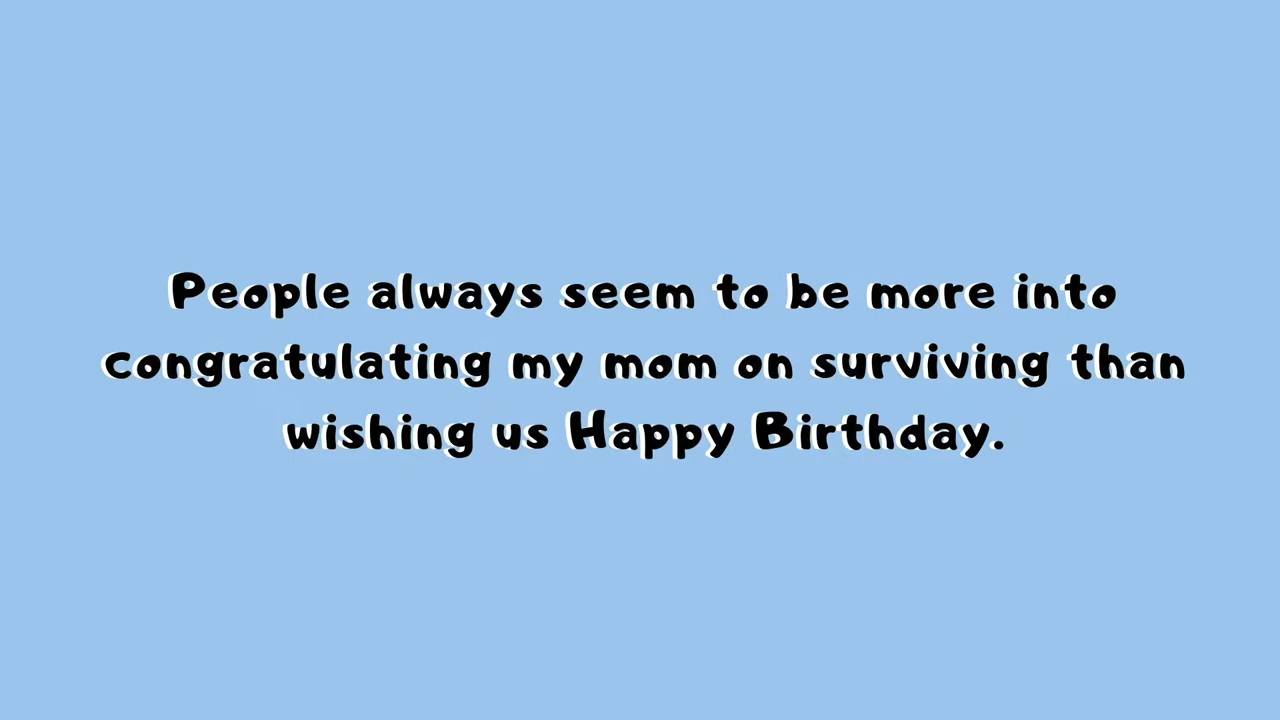 People always seem to be more into
congratulating my mom on surviving than
wishing us Happy Birthday.